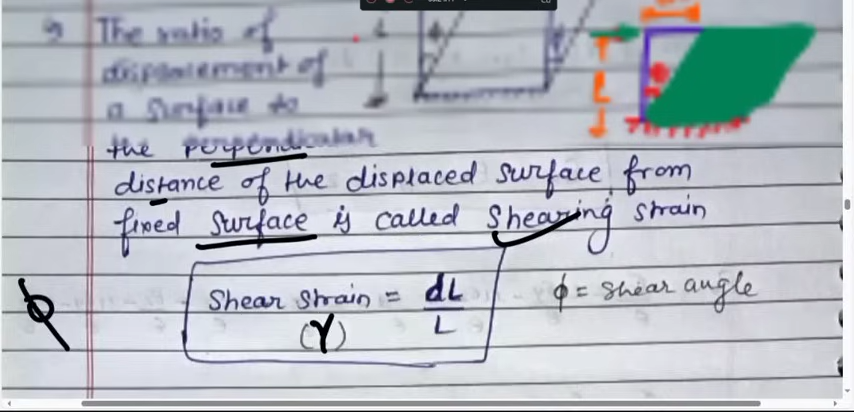 The ratio of
displacement of
a surface to
the perpendicular
distance of the displaced surface from
fixed surface is called Shearing strain
Shear Strain = dL/L
(γ)
ϕ = shear angle
ϕ
L